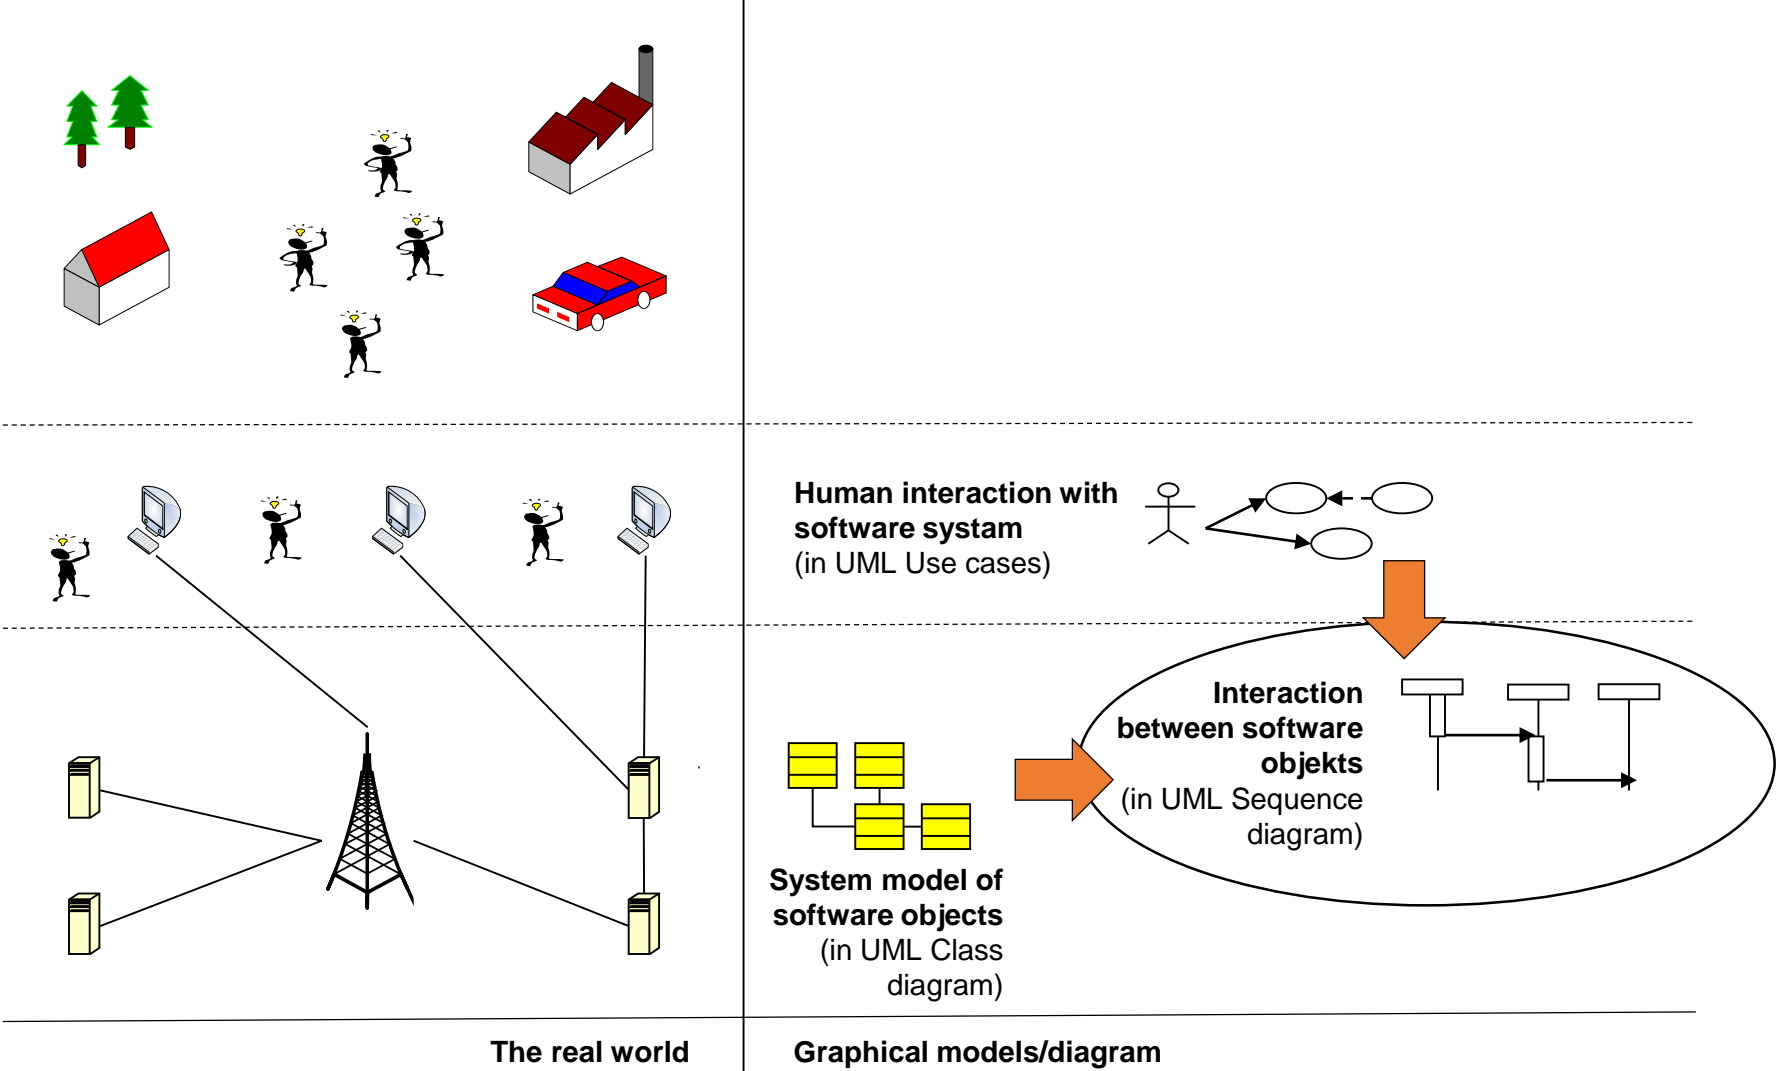 Human interaction with
software systam
(in UML Use cases)
Interaction
between software
objekts
(in UML Sequence
diagram)
System model of
software objects
(in UML Class
diagram)
The real world
Graphical models/diagram